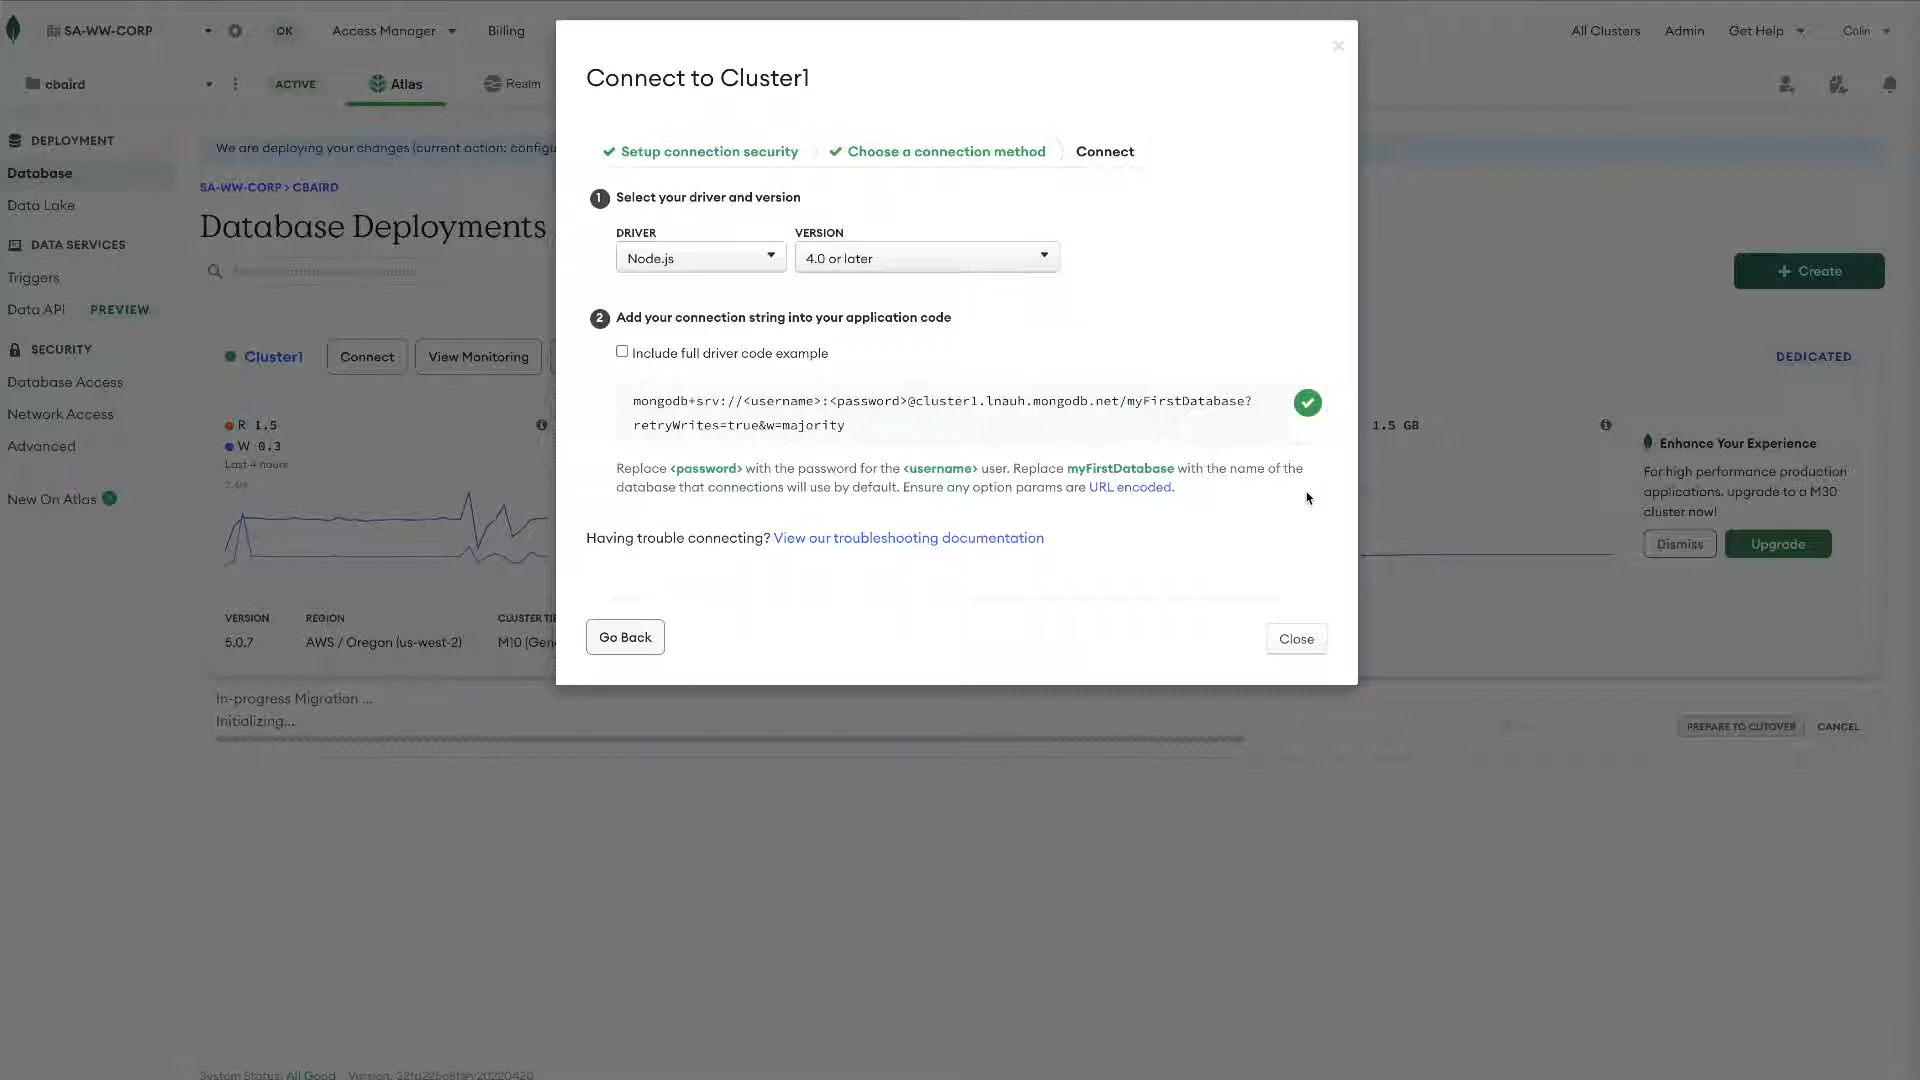 SA-WW-CORP
OK
Access Manager
Billing
All Clusters
Admin
Get Help
Colin
cbaird
ACTIVE
Atlas
Realm
DEPLOYMENT
Database
Data Lake
DATA SERVICES
Triggers
Data API PREVIEW
SECURITY
Database Access
Network Access
Advanced
New On Atlas
We are deploying your changes (current action: configu
SA-WW-CORP > CBAIRD
Database Deployments
+ Create
Cluster1
Connect
View Monitoring
DEDICATED
R 1.5
W 0.3
Last 4 hours
2.4/s
1.5 GB
Enhance Your Experience
For high performance production
applications, upgrade to a M30
cluster now!
Dismiss
Upgrade
VERSION
5.0.7
REGION
AWS / Oregon (us-west-2)
CLUSTER TIE
M10 (Gene
In-progress Migration ...
Initializing...
PREPARE TO CUTOVER
CANCEL
Connect to Cluster1
Setup connection security
Choose a connection method
Connect
1 Select your driver and version
DRIVER
Node.js
VERSION
4.0 or later
2 Add your connection string into your application code
Include full driver code example
mongodb+srv://<username>:<password>@cluster1.lnauh.mongodb.net/myFirstDatabase?
retryWrites=true&w=majority
Replace <password> with the password for the <username> user. Replace myFirstDatabase with the name of the
database that connections will use by default. Ensure any option params are URL encoded.
Having trouble connecting? View our troubleshooting documentation
Go Back
Close
System Status: All Good Version: